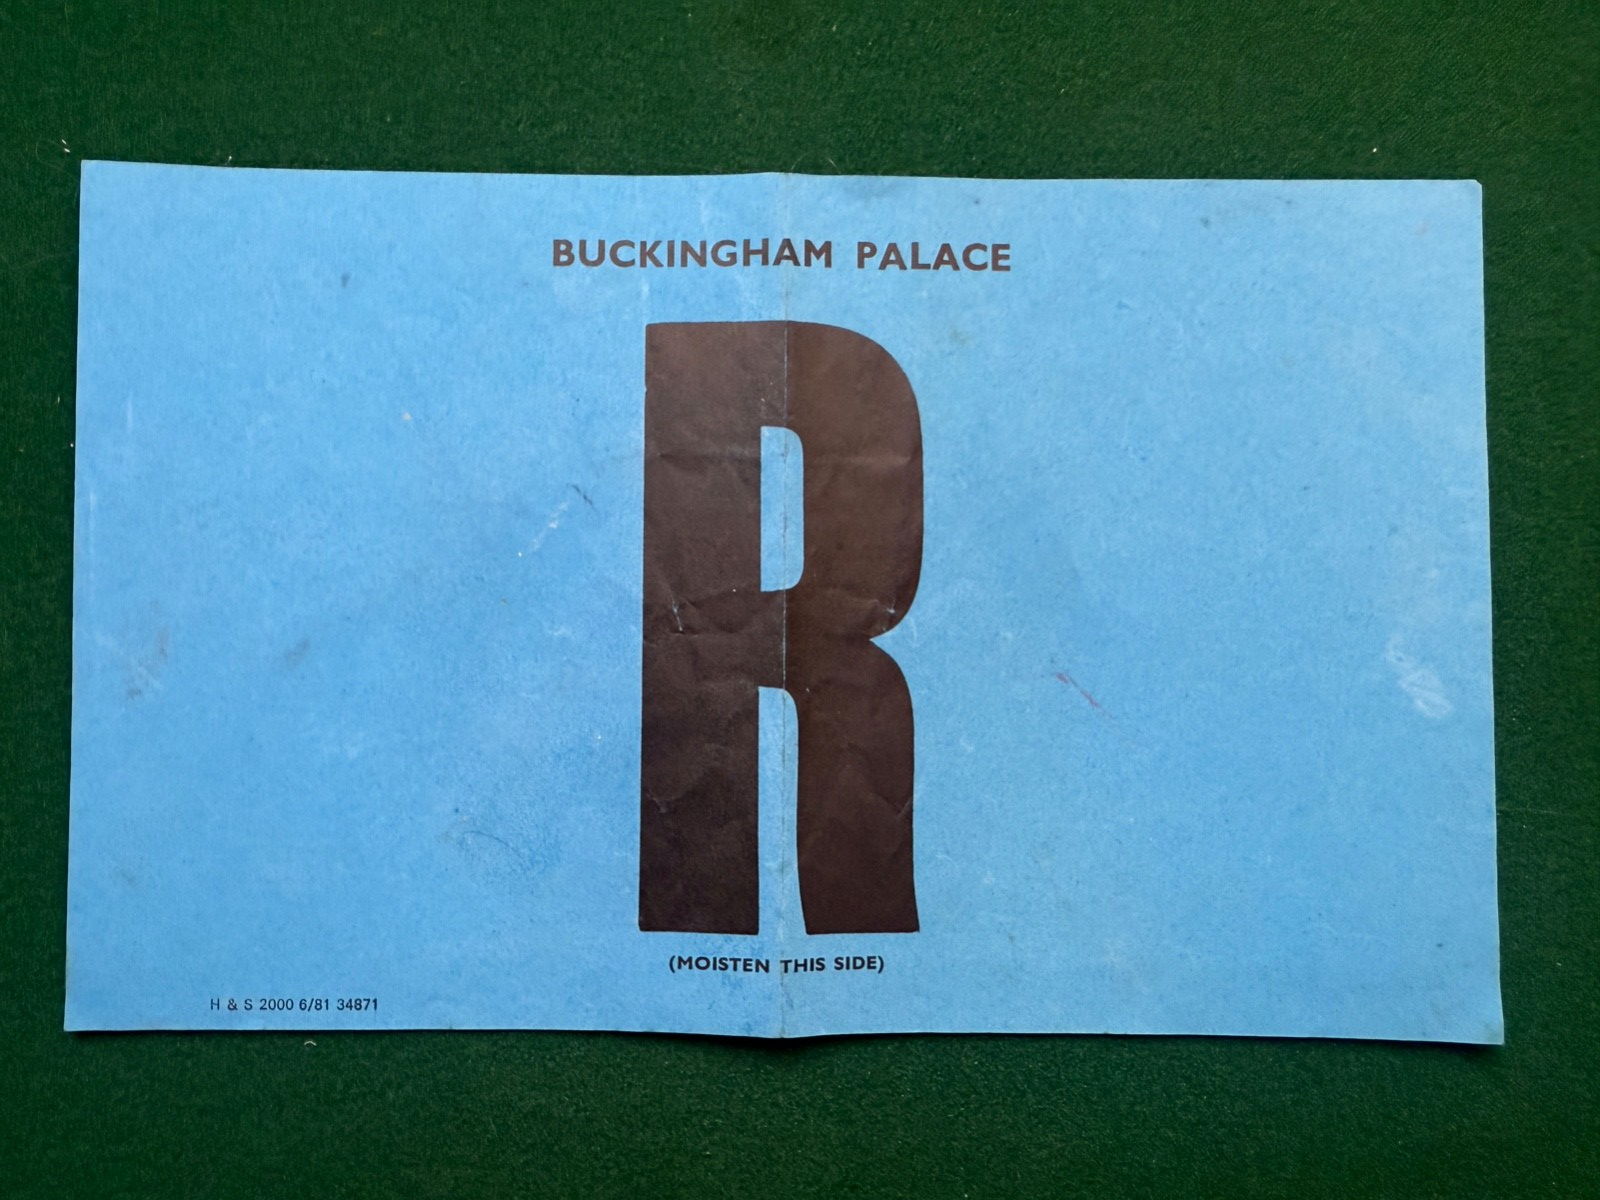 BUCKINGHAM PALACE
R
(MOISTEN THIS SIDE)
H & S 2000 6/81 34871